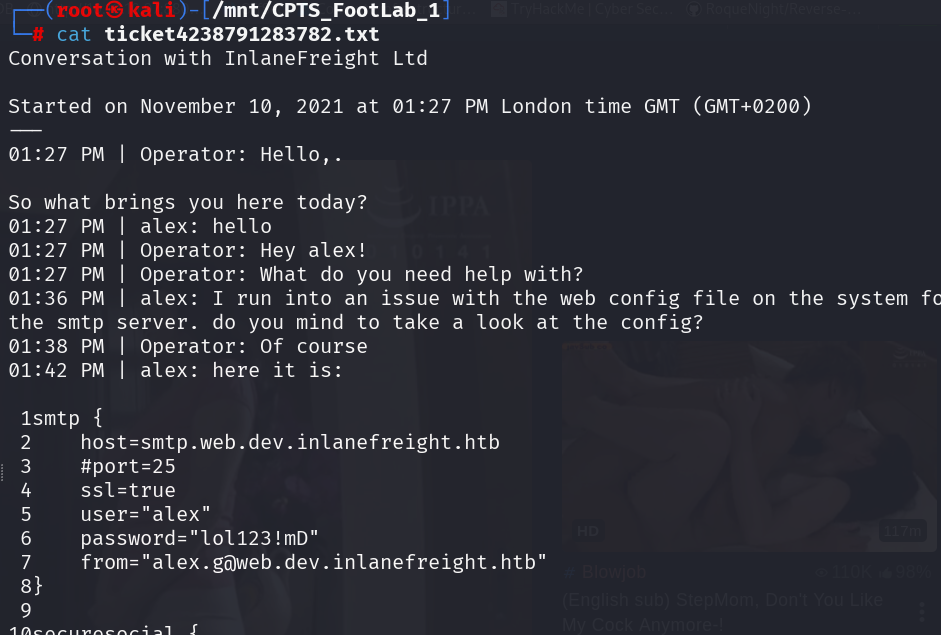 (root㉿kali)-[/mnt/CPTS_FootLab_1]
# cat ticket4238791283782.txt
Conversation with InlaneFreight Ltd
Started on November 10, 2021 at 01:27 PM London time GMT (GMT+0200)
———
01:27 PM | Operator: Hello,.
So what brings you here today?
01:27 PM | alex: hello
01:27 PM | Operator: Hey alex!
01:27 PM | Operator: What do you need help with?
01:36 PM | alex: I run into an issue with the web config file on the system fo
the smtp server. do you mind to take a look at the config?
01:38 PM | Operator: Of course
01:42 PM | alex: here it is:
1smtp {
2    host=smtp.web.dev.inlanefreight.htb
3    #port=25
4    ssl=true
5    user="alex"
6    password="lol123!mD"
7    from="alex.g@web.dev.inlanefreight.htb"
8}
9
10securesocial {
TryHackMe | Cyber Sec...
RogueNight/Reverse-...
IPPA
010141
HD
117m
# Blowjob
110K 98%
(English sub) StepMom, Don't You Like
My Cock Anymore-!